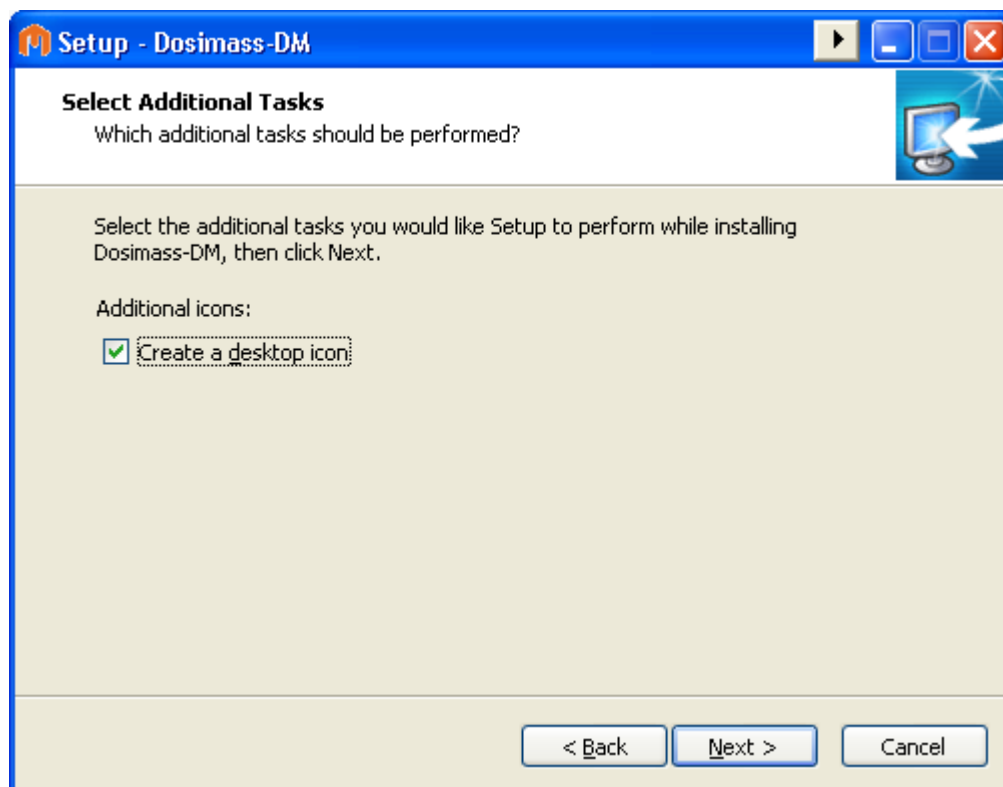 Setup - Dosimass-DM
Select Additional Tasks
Which additional tasks should be performed?
Select the additional tasks you would like Setup to perform while installing
Dosimass-DM, then click Next.
Additional icons:
Create a desktop icon
< Back
Next >
Cancel